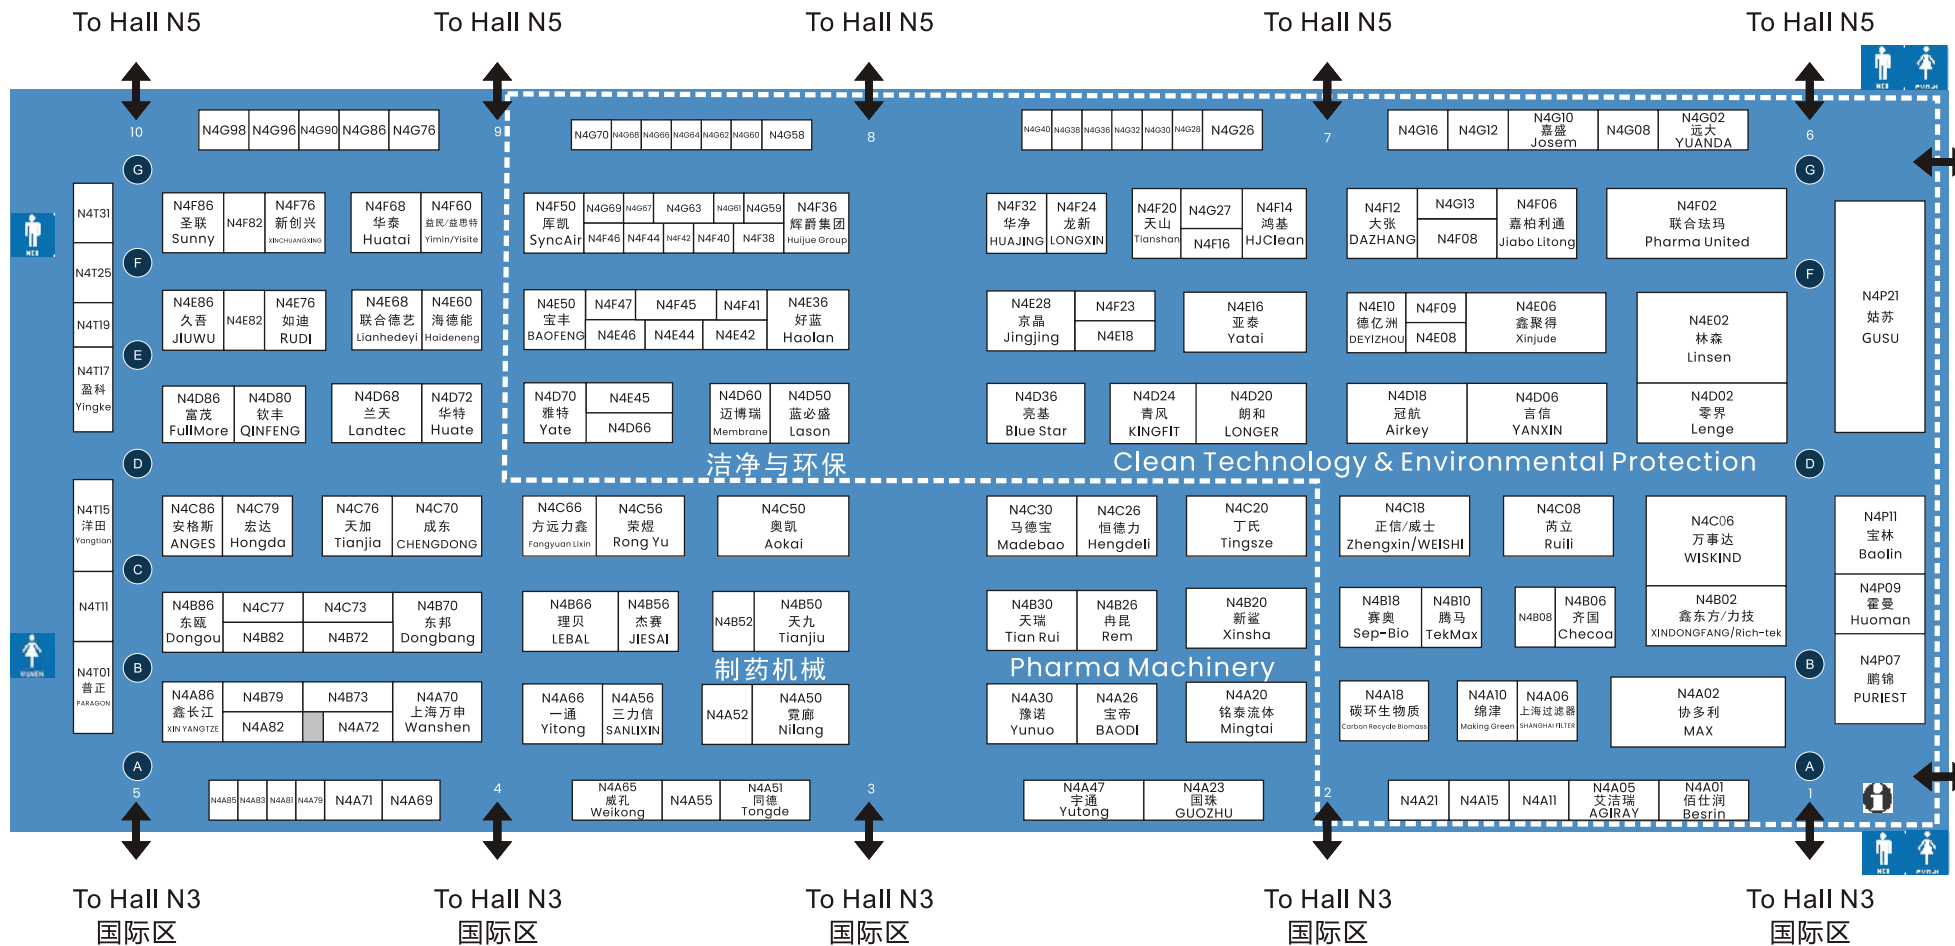 To Hall N5
To Hall N5
To Hall N5
To Hall N5
To Hall N5
10
N4G98
N4G96
N4G90
N4G86
N4G76
9
N4G70
N4G68
N4G66
N4G64
N4G62
N4G60
N4G58
8
N4G40
N4G38
N4G36
N4G32
N4G30
N4G28
N4G26
7
N4G16
N4G12
N4G10
嘉盛
Josem
N4G08
N4G02
远大
YUANDA
6
G
G
N4T31
N4T25
N4T19
N4T17
盈科
Yingke
N4F86
圣联
Sunny
N4F82
N4F76
新创兴
XINCHUANGXING
N4F68
华泰
Huatai
N4F60
益民/益思特
Yimin/Yisite
N4F50
库凯
SyncAir
N4G69
N4G67
N4G63
N4G61
N4G59
N4F46
N4F44
N4F42
N4F40
N4F38
N4F36
辉爵集团
Huijue Group
N4F32
华净
HUAJING
N4F24
龙新
LONGXIN
N4F20
天山
Tianshan
N4G27
N4F16
N4F14
鸿基
HJClean
N4F12
大张
DAZHANG
N4G13
N4F08
N4F06
嘉柏利通
Jiabo Litong
N4F02
联合珐玛
Pharma United
N4P21
姑苏
GUSU
F
F
N4E86
久吾
JIUWU
N4E82
N4E76
如迪
RUDI
N4E68
联合德艺
Lianhedeyi
N4E60
海德能
Haideneng
N4E50
宝丰
BAOFENG
N4F47
N4F45
N4F41
N4E46
N4E44
N4E42
N4E36
好蓝
Haolan
N4E28
京晶
Jingjing
N4F23
N4E18
N4E16
亚泰
Yatai
N4E10
德亿洲
DEYIZHOU
N4F09
N4E08
N4E06
鑫聚得
Xinjude
N4E02
林森
Linsen
E
N4D86
富茂
FullMore
N4D80
钦丰
QINFENG
N4D68
兰天
Landtec
N4D72
华特
Huate
N4D70
雅特
Yate
N4E45
N4D66
N4D60
迈博瑞
Membrane
N4D50
蓝必盛
Lason
N4D36
亮基
Blue Star
N4D24
青风
KINGFIT
N4D20
朗和
LONGER
N4D18
冠航
Airkey
N4D06
言信
YANXIN
N4D02
零界
Lenge
D
洁净与环保
Clean Technology & Environmental Protection
D
N4T15
洋田
Yangtian
N4T11
N4T01
普正
PARAGON
N4C86
安格斯
ANGES
N4C79
宏达
Hongda
N4C76
天加
Tianjia
N4C70
成东
CHENGDONG
N4C66
方远力鑫
Fangyuan Lixin
N4C56
荣煜
Rong Yu
N4C50
奥凯
Aokai
N4C30
马德宝
Madebao
N4C26
恒德力
Hengdeli
N4C20
丁氏
Tingsze
N4C18
正信/威士
Zhengxin/WEISHI
N4C08
芮立
Ruili
N4C06
万事达
WISKIND
N4P11
宝林
Baolin
N4P09
霍曼
Huoman
N4P07
鹏锦
PURIEST
C
N4B86
东瓯
Dongou
N4C77
N4C73
N4B82
N4B72
N4B70
东邦
Dongbang
N4B66
理贝
LEBAL
N4B56
杰赛
JIESAI
N4B52
N4B50
天九
Tianjiu
N4B30
天瑞
Tian Rui
N4B26
冉昆
Rem
N4B20
新鲨
Xinsha
N4B18
赛奥
Sep-Bio
N4B10
腾马
TekMax
N4B08
N4B06
齐国
Checoa
N4B02
鑫东方/力技
XINDONGFANG/Rich-tek
B
制药机械
Pharma Machinery
B
N4A86
鑫长江
XIN YANGTZE
N4B79
N4B73
N4A82
N4A72
N4A70
上海万申
Wanshen
N4A66
一通
Yitong
N4A56
三力信
SANLIXIN
N4A52
N4A50
霓廊
Nilang
N4A30
豫诺
Yunuo
N4A26
宝帝
BAODI
N4A20
铭泰流体
Mingtai
N4A18
碳环生物质
Carbon Recycle Biomass
N4A10
绵津
Making Green
N4A06
上海过滤器
SHANGHAI FILTER
N4A02
协多利
MAX
A
A
5
N4A85
N4A83
N4A81
N4A79
N4A71
N4A69
4
N4A65
威孔
Weikong
N4A55
N4A51
同德
Tongde
3
N4A47
宇通
Yutong
N4A23
国珠
GUOZHU
2
N4A21
N4A15
N4A11
N4A05
艾洁瑞
AGIRAY
N4A01
佰仕润
Besrin
1
To Hall N3
国际区
To Hall N3
国际区
To Hall N3
国际区
To Hall N3
国际区
To Hall N3
国际区